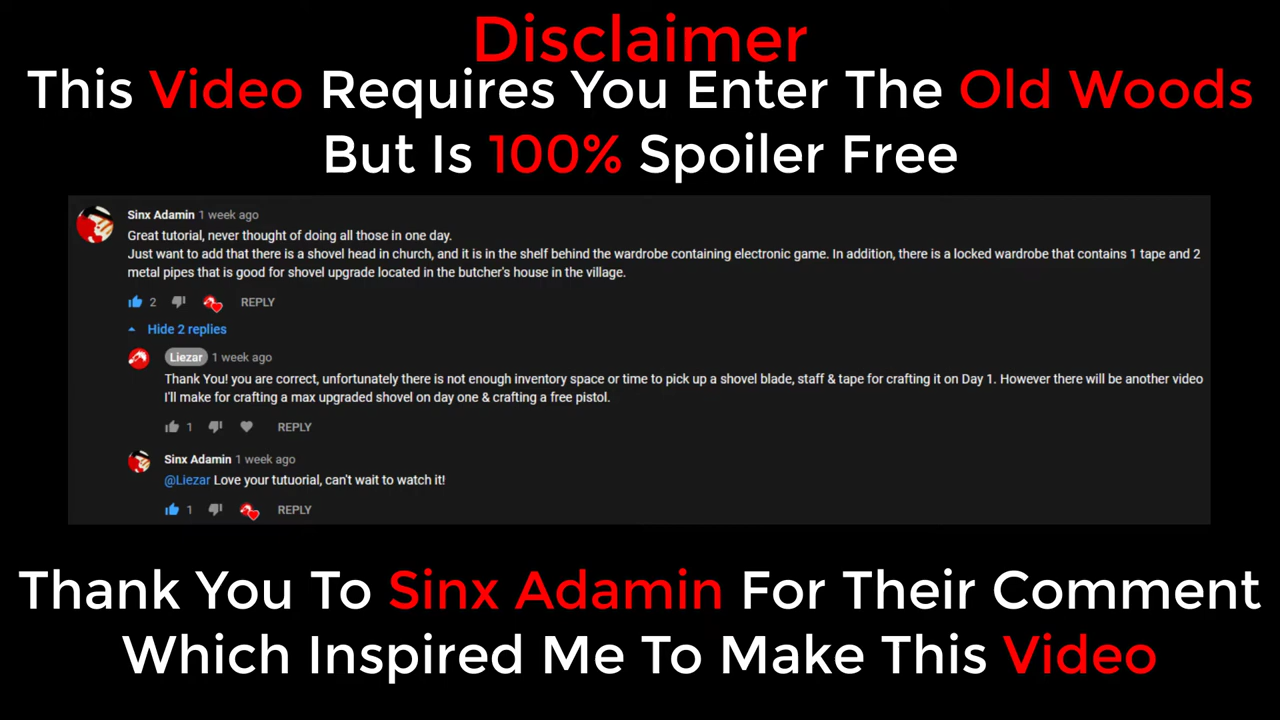 Disclaimer
This Video Requires You Enter The Old Woods
But Is 100% Spoiler Free
Sinx Adamin 1 week ago
Great tutorial, never thought of doing all those in one day.
Just want to add that there is a shovel head in church, and it is in the shelf behind the wardrobe containing electronic game. In addition, there is a locked wardrobe that contains 1 tape and 2
metal pipes that is good for shovel upgrade located in the butcher's house in the village.
2 REPLY
Hide 2 replies
Liezar 1 week ago
Thank You! you are correct, unfortunately there is not enough inventory space or time to pick up a shovel blade, staff & tape for crafting it on Day 1. However there will be another video
I'll make for crafting a max upgraded shovel on day one & crafting a free pistol.
1 REPLY
Sinx Adamin 1 week ago
@Liezar Love your tutuorial, can't wait to watch it!
1 REPLY
Thank You To Sinx Adamin For Their Comment
Which Inspired Me To Make This Video